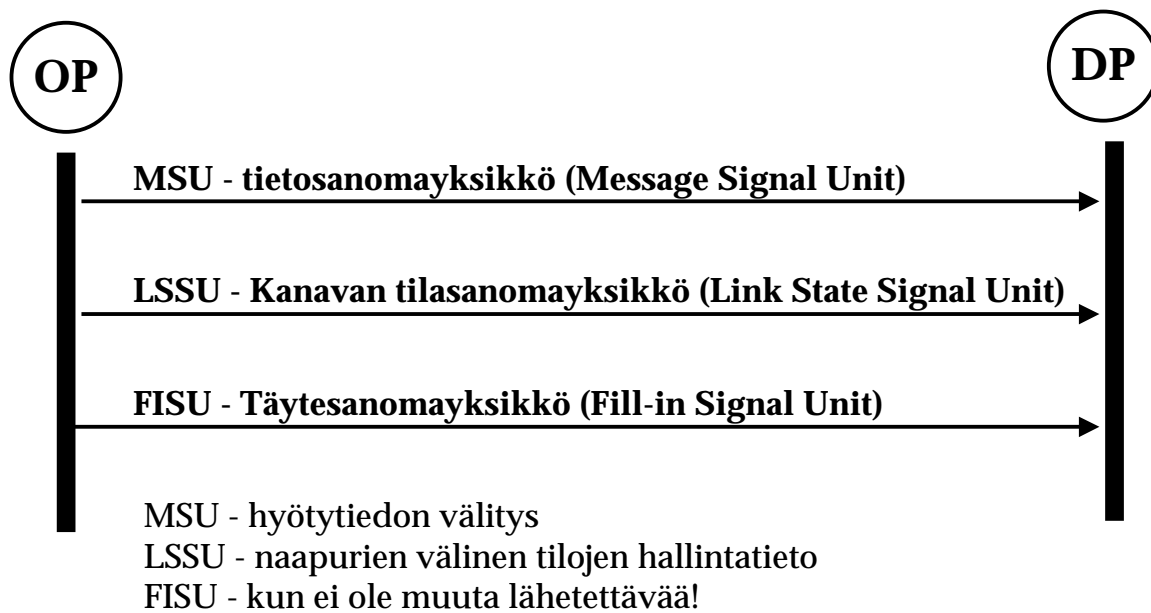 OP
DP
MSU - tietosanomayksikkö (Message Signal Unit)
LSSU - Kanavan tilasanomayksikkö (Link State Signal Unit)
FISU - Täytesanomayksikkö (Fill-in Signal Unit)
MSU - hyötytiedon välitys
LSSU - naapurien välinen tilojen hallintatieto
FISU - kun ei ole muuta lähetettävää!